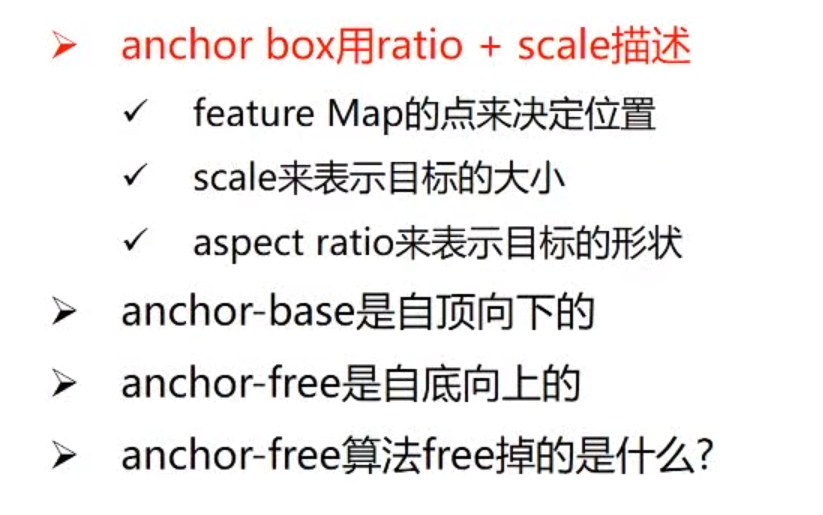 anchor box用ratio + scale描述
feature Map的点来决定位置
scale来表示目标的大小
aspect ratio来表示目标的形状
anchor-base是自顶向下的
anchor-free是自底向上的
anchor-free算法free掉的是什么?